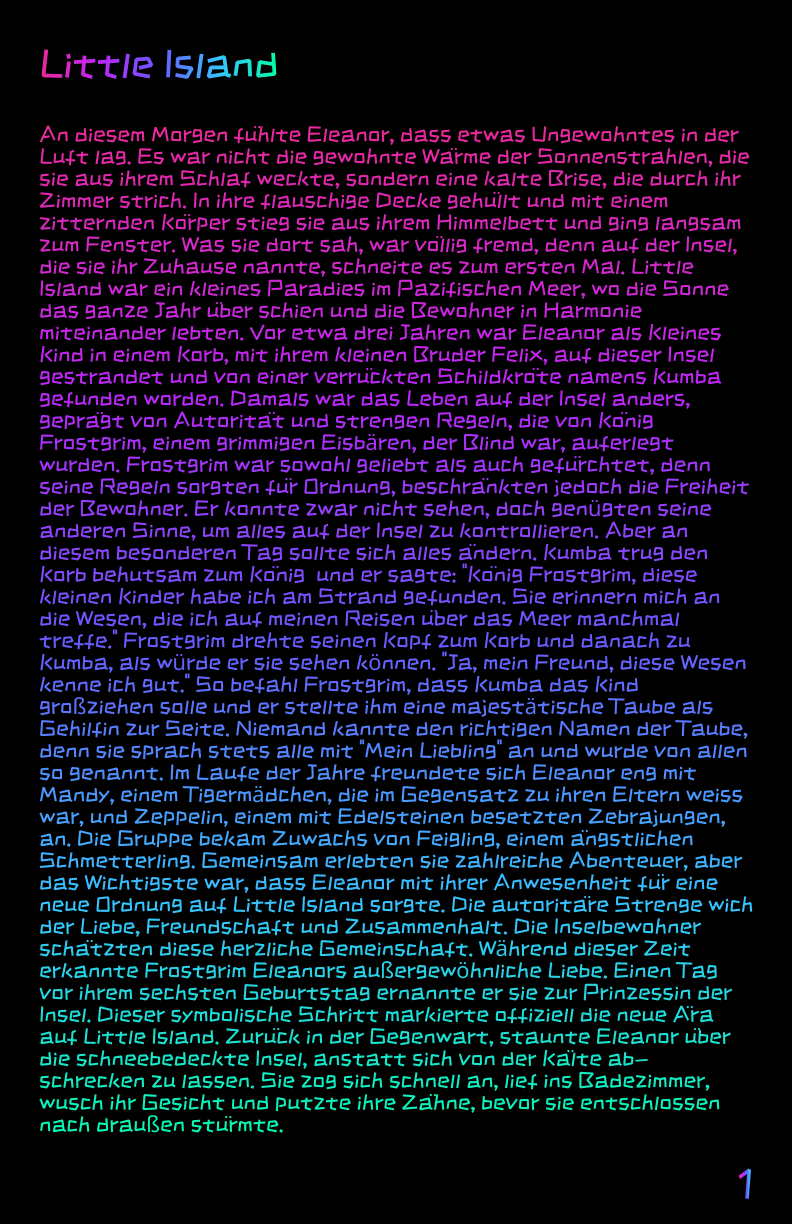 Little Island
An diesem Morgen fühlte Eleanor, dass etwas Ungewohntes in der
Luft lag. Es war nicht die gewohnte Wärme der Sonnenstrahlen, die
sie aus ihrem Schlaf weckte, sondern eine kalte Brise, die durch ihr
Zimmer strich. In ihre flauschige Decke gehüllt und mit einem
zitternden Körper stieg sie aus ihrem Himmelbett und ging langsam
zum Fenster. Was sie dort sah, war völlig fremd, denn auf der Insel,
die sie ihr Zuhause nannte, schneite es zum ersten Mal. Little
Island war ein kleines Paradies im Pazifischen Meer, wo die Sonne
das ganze Jahr über schien und die Bewohner in Harmonie
miteinander lebten. Vor etwa drei Jahren war Eleanor als kleines
Kind in einem Korb, mit ihrem kleinen Bruder Felix, auf dieser Insel
gestrandet und von einer verrückten Schildkröte namens Kumba
gefunden worden. Damals war das Leben auf der Insel anders,
geprägt von Autorität und strengen Regeln, die von König
Frostgrim, einem grimmigen Eisbären, der Blind war, auferlegt
wurden. Frostgrim war sowohl geliebt als auch gefürchtet, denn
seine Regeln sorgten für Ordnung, beschränkten jedoch die Freiheit
der Bewohner. Er konnte zwar nicht sehen, doch genügten seine
anderen Sinne, um alles auf der Insel zu kontrollieren. Aber an
diesem besonderen Tag sollte sich alles ändern. Kumba trug den
Korb behutsam zum König  und er sagte: "König Frostgrim, diese
kleinen Kinder habe ich am Strand gefunden. Sie erinnern mich an
die Wesen, die ich auf meinen Reisen über das Meer manchmal
treffe." Frostgrim drehte seinen Kopf zum Korb und danach zu
Kumba, als würde er sie sehen können. "Ja, mein Freund, diese Wesen
kenne ich gut." So befahl Frostgrim, dass Kumba das Kind
großziehen solle und er stellte ihm eine majestätische Taube als
Gehilfin zur Seite. Niemand kannte den richtigen Namen der Taube,
denn sie sprach stets alle mit "Mein Liebling" an und wurde von allen
so genannt. Im Laufe der Jahre freundete sich Eleanor eng mit
Mandy, einem Tigermädchen, die im Gegensatz zu ihren Eltern weiss
war, und Zeppelin, einem mit Edelsteinen besetzten Zebrajungen,
an. Die Gruppe bekam Zuwachs von Feigling, einem ängstlichen
Schmetterling. Gemeinsam erlebten sie zahlreiche Abenteuer, aber
das Wichtigste war, dass Eleanor mit ihrer Anwesenheit für eine
neue Ordnung auf Little Island sorgte. Die autoritäre Strenge wich
der Liebe, Freundschaft und Zusammenhalt. Die Inselbewohner
schätzten diese herzliche Gemeinschaft. Während dieser Zeit
erkannte Frostgrim Eleanors außergewöhnliche Liebe. Einen Tag
vor ihrem sechsten Geburtstag ernannte er sie zur Prinzessin der
Insel. Dieser symbolische Schritt markierte offiziell die neue Ära
auf Little Island. Zurück in der Gegenwart, staunte Eleanor über
die schneebedeckte Insel, anstatt sich von der Kälte ab-
schrecken zu lassen. Sie zog sich schnell an, lief ins Badezimmer,
wusch ihr Gesicht und putzte ihre Zähne, bevor sie entschlossen
nach draußen stürmte.
1